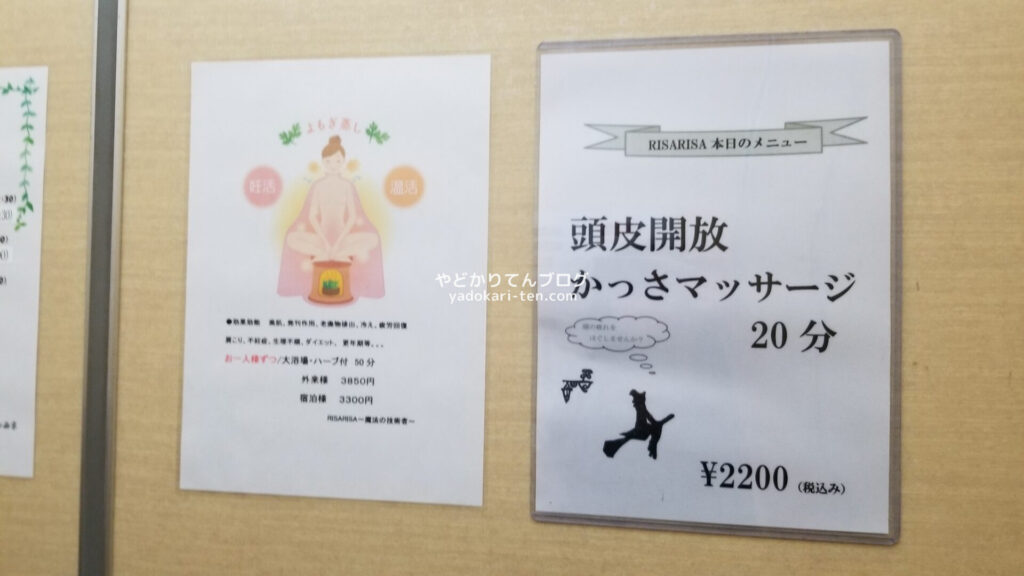 よもぎ蒸し
妊活
温活
●効果効能 美肌、発刊作用、老廃物排出、冷え、疲労回復
肩こり、不妊症、生理不順、ダイエット、更年期等。。。
お一人様ずつ/大浴場・ハーブ付 50分
外来様 3850円
宿泊様 3300円
RISARISA～魔法の技術者～
RISARISA 本日のメニュー
頭皮開放
かっさマッサージ
20分
頭の疲れを
ほぐしませんか?
¥2200(税込み)
やどかりてんブログ
yadokari-ten.com